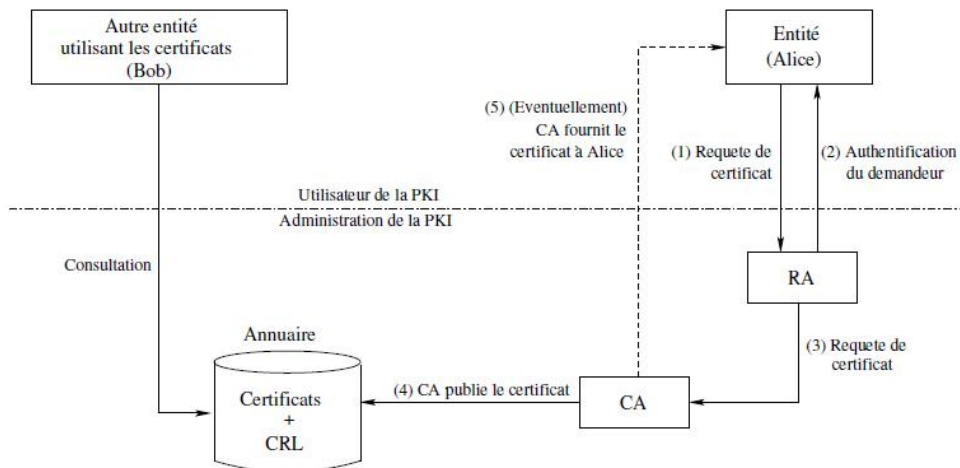 Autre entité
utilisant les certificats
(Bob)
Entité
(Alice)
(5) (Eventuellement)
CA fournit le
certificat à Alice
(1) Requete de
certificat
(2) Authentification
du demandeur
Utilisateur de la PKI
Administration de la PKI
Consultation
RA
Annuaire
(3) Requete de
certificat
(4) CA publie le certificat
Certificats
+
CRL
CA